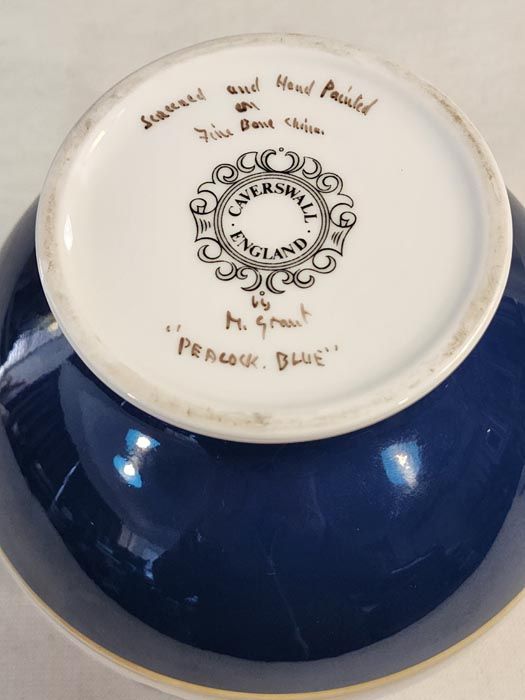 Screened and Hand Painted
on
Fine Bone China.
CAVERSWALL
· ENGLAND ·
by
M. Grant
"PEACOCK. BLUE"